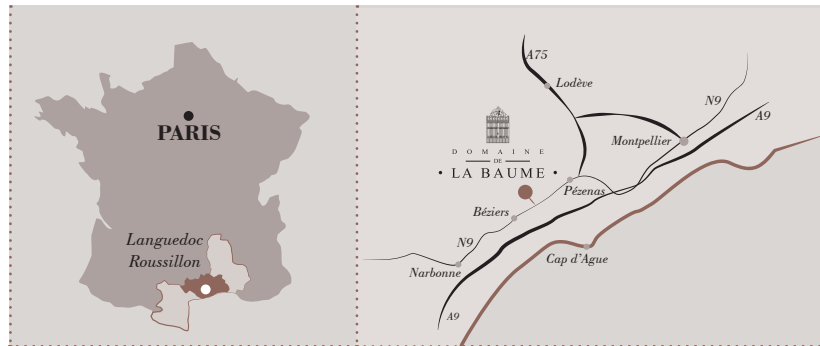 PARIS
Languedoc
Roussillon
A75
Lodève
N9
A9
Montpellier
DOMAINE
DE
• LA BAUME •
Pézenas
Béziers
N9
Narbonne
Cap d'Ague
A9